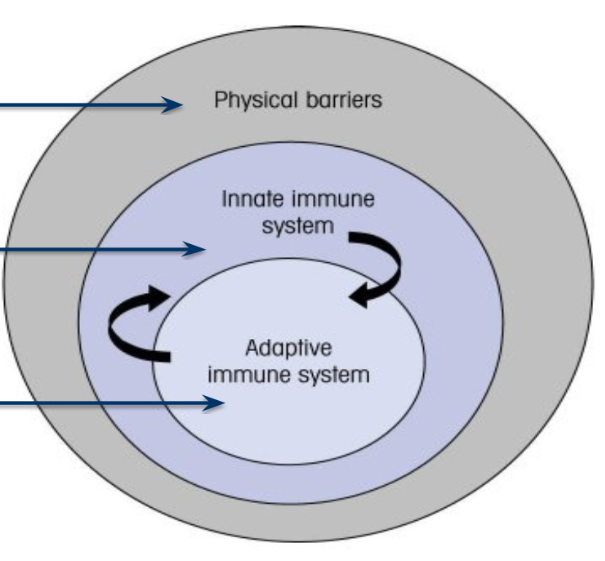 Physical barriers
Innate immune
system
Adaptive
immune system